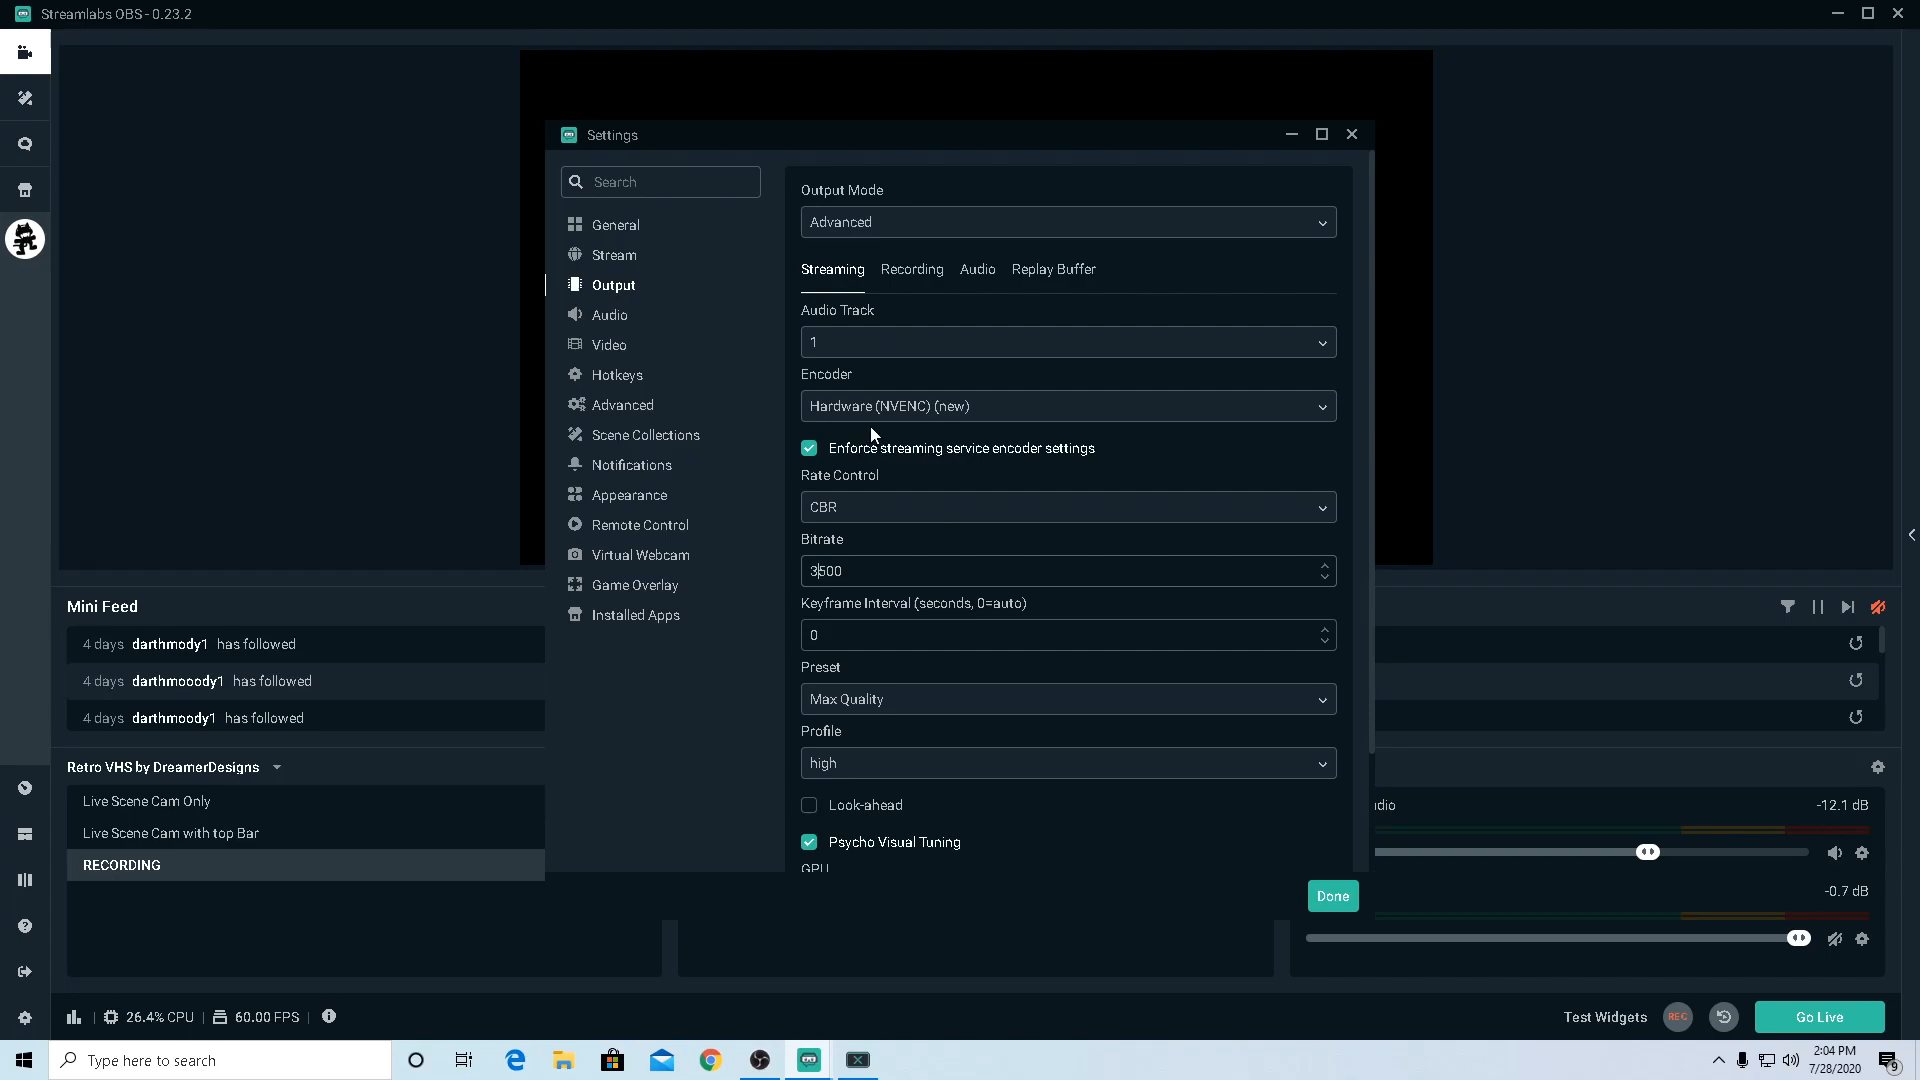 Streamlabs OBS - 0.23.2
Settings
Search
General
Stream
Output
Audio
Video
Hotkeys
Advanced
Scene Collections
Notifications
Appearance
Remote Control
Virtual Webcam
Game Overlay
Installed Apps
Output Mode
Advanced
Streaming Recording Audio Replay Buffer
Audio Track
1
Encoder
Hardware (NVENC) (new)
Enforce streaming service encoder settings
Rate Control
CBR
Bitrate
3500
Keyframe Interval (seconds, 0=auto)
0
Preset
Max Quality
Profile
high
Look-ahead
Psycho Visual Tuning
GPU
Done
Mini Feed
4 days darthmody1 has followed
4 days darthmooody1 has followed
4 days darthmoody1 has followed
Retro VHS by DreamerDesigns
Live Scene Cam Only
Live Scene Cam with top Bar
RECORDING
dio -12.1 dB
-0.7 dB
26.4% CPU | 60.00 FPS
Test Widgets REC Go Live
Type here to search
2:04 PM
7/28/2020
9